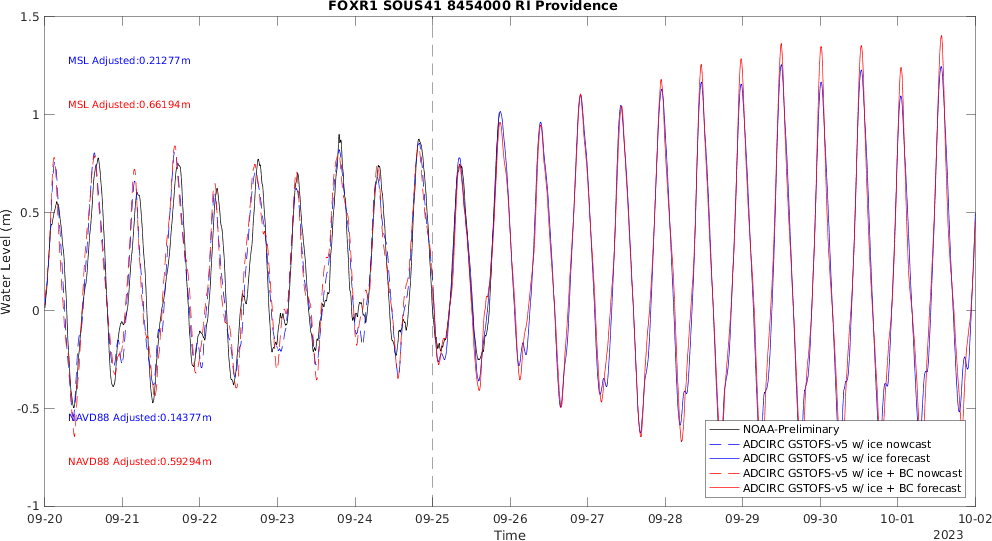 FOXR1 SOUS41 8454000 RI Providence
1.5
1
0.5
0
-0.5
-1
Water Level (m)
MSL Adjusted:0.21277m
MSL Adjusted:0.66194m
NAVD88 Adjusted:0.14377m
NAVD88 Adjusted:0.59294m
NOAA-Preliminary
ADCIRC GSTOFS-v5 w/ ice nowcast
ADCIRC GSTOFS-v5 w/ ice forecast
ADCIRC GSTOFS-v5 w/ ice + BC nowcast
ADCIRC GSTOFS-v5 w/ ice + BC forecast
09-20 09-21 09-22 09-23 09-24 09-25 09-26 09-27 09-28 09-29 09-30 10-01 10-02
Time
2023